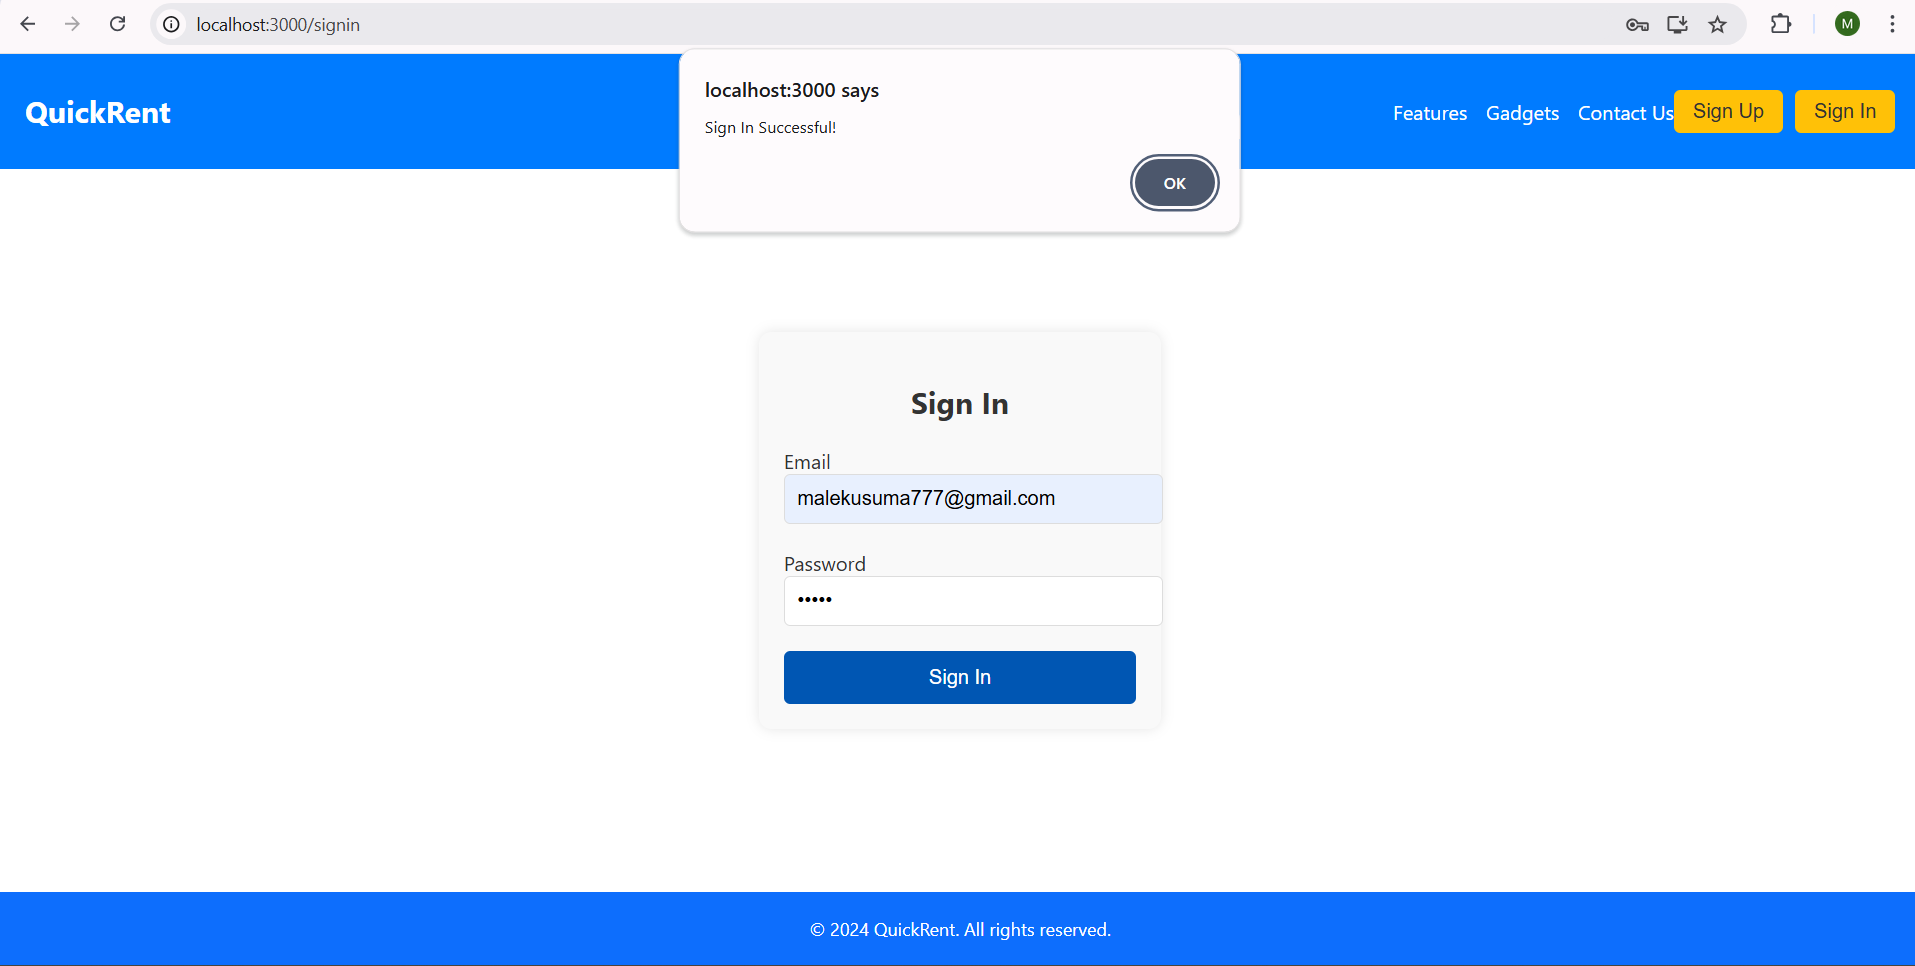 localhost:3000/signin
M
localhost:3000 says
Sign In Successful!
OK
QuickRent
Features Gadgets Contact Us Sign Up Sign In
Sign In
Email
malekusuma777@gmail.com
Password
•••••
Sign In
© 2024 QuickRent. All rights reserved.